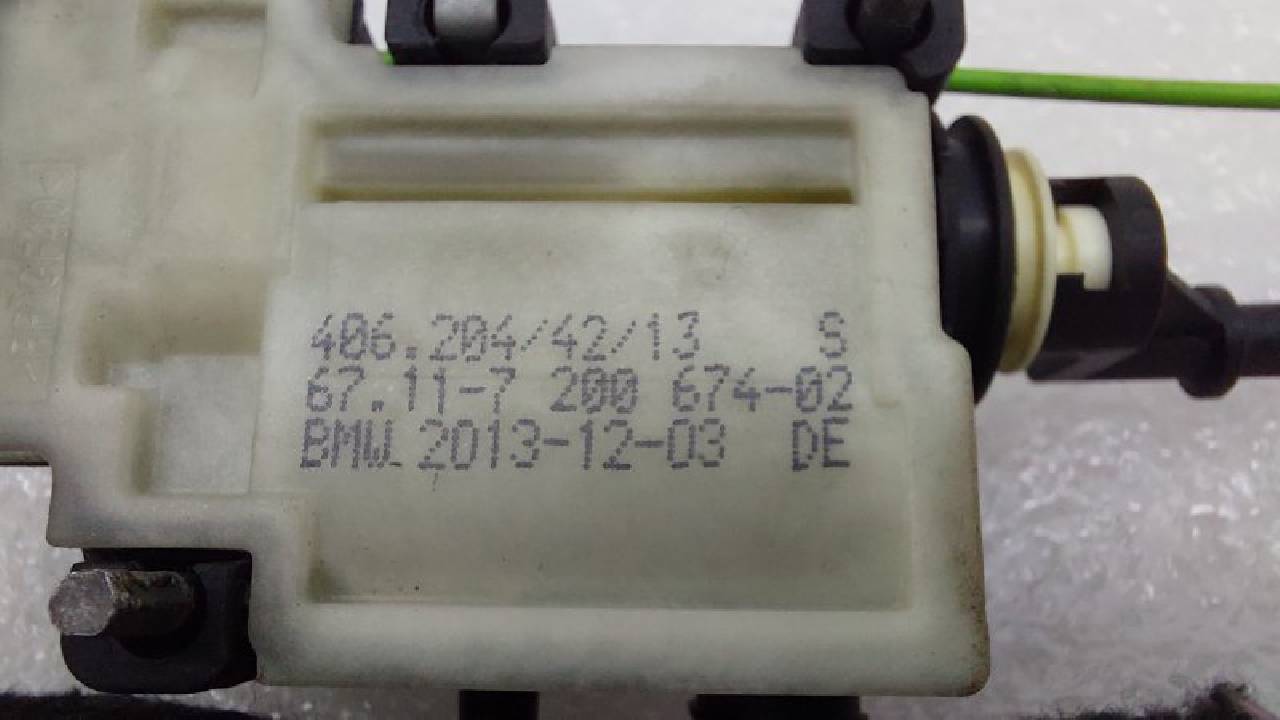 406.204/42/13 S
67.11-7 200 674-02
BMW 2013-12-03 DE